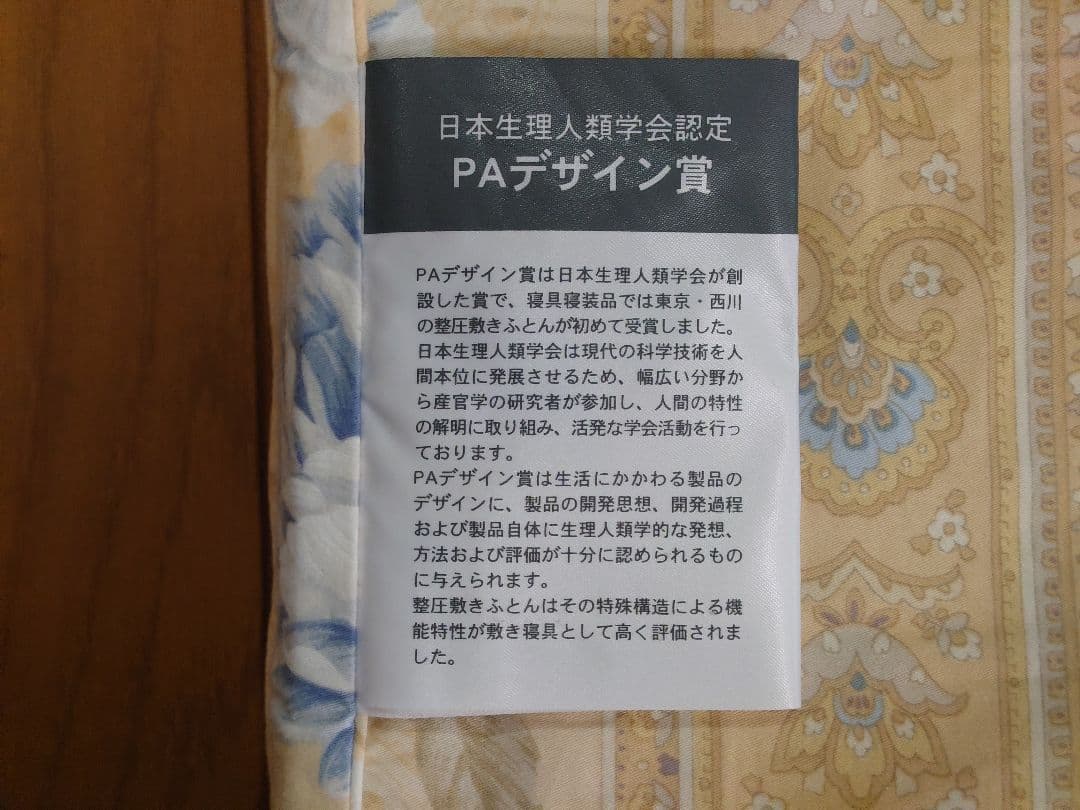 日本生理人類学会認定
PAデザイン賞
PAデザイン賞は日本生理人類学会が創
設した賞で、寝具寝装品では東京・西川
の整圧敷きふとんが初めて受賞しました。
日本生理人類学会は現代の科学技術を人
間本位に発展させるため、幅広い分野か
ら産官学の研究者が参加し、人間の特性
の解明に取り組み、活発な学会活動を行っ
ております。
PAデザイン賞は生活にかかわる製品の
デザインに、製品の開発思想、開発過程
および製品自体に生理人類学的な発想、
方法および評価が十分に認められるもの
に与えられます。
整圧敷きふとんはその特殊構造による機
能特性が敷き寝具として高く評価されま
した。